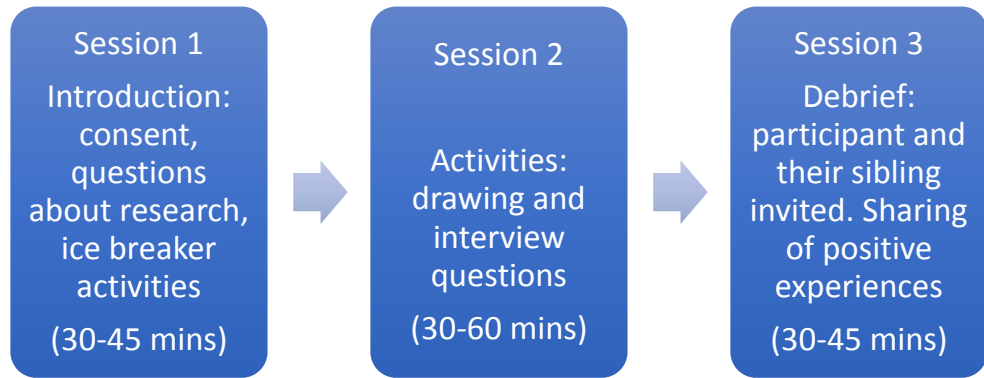 Session 1
Introduction:
consent,
questions
about research,
ice breaker
activities
(30-45 mins)
Session 2
Activities:
drawing and
interview
questions
(30-60 mins)
Session 3
Debrief:
participant and
their sibling
invited. Sharing
of positive
experiences
(30-45 mins)